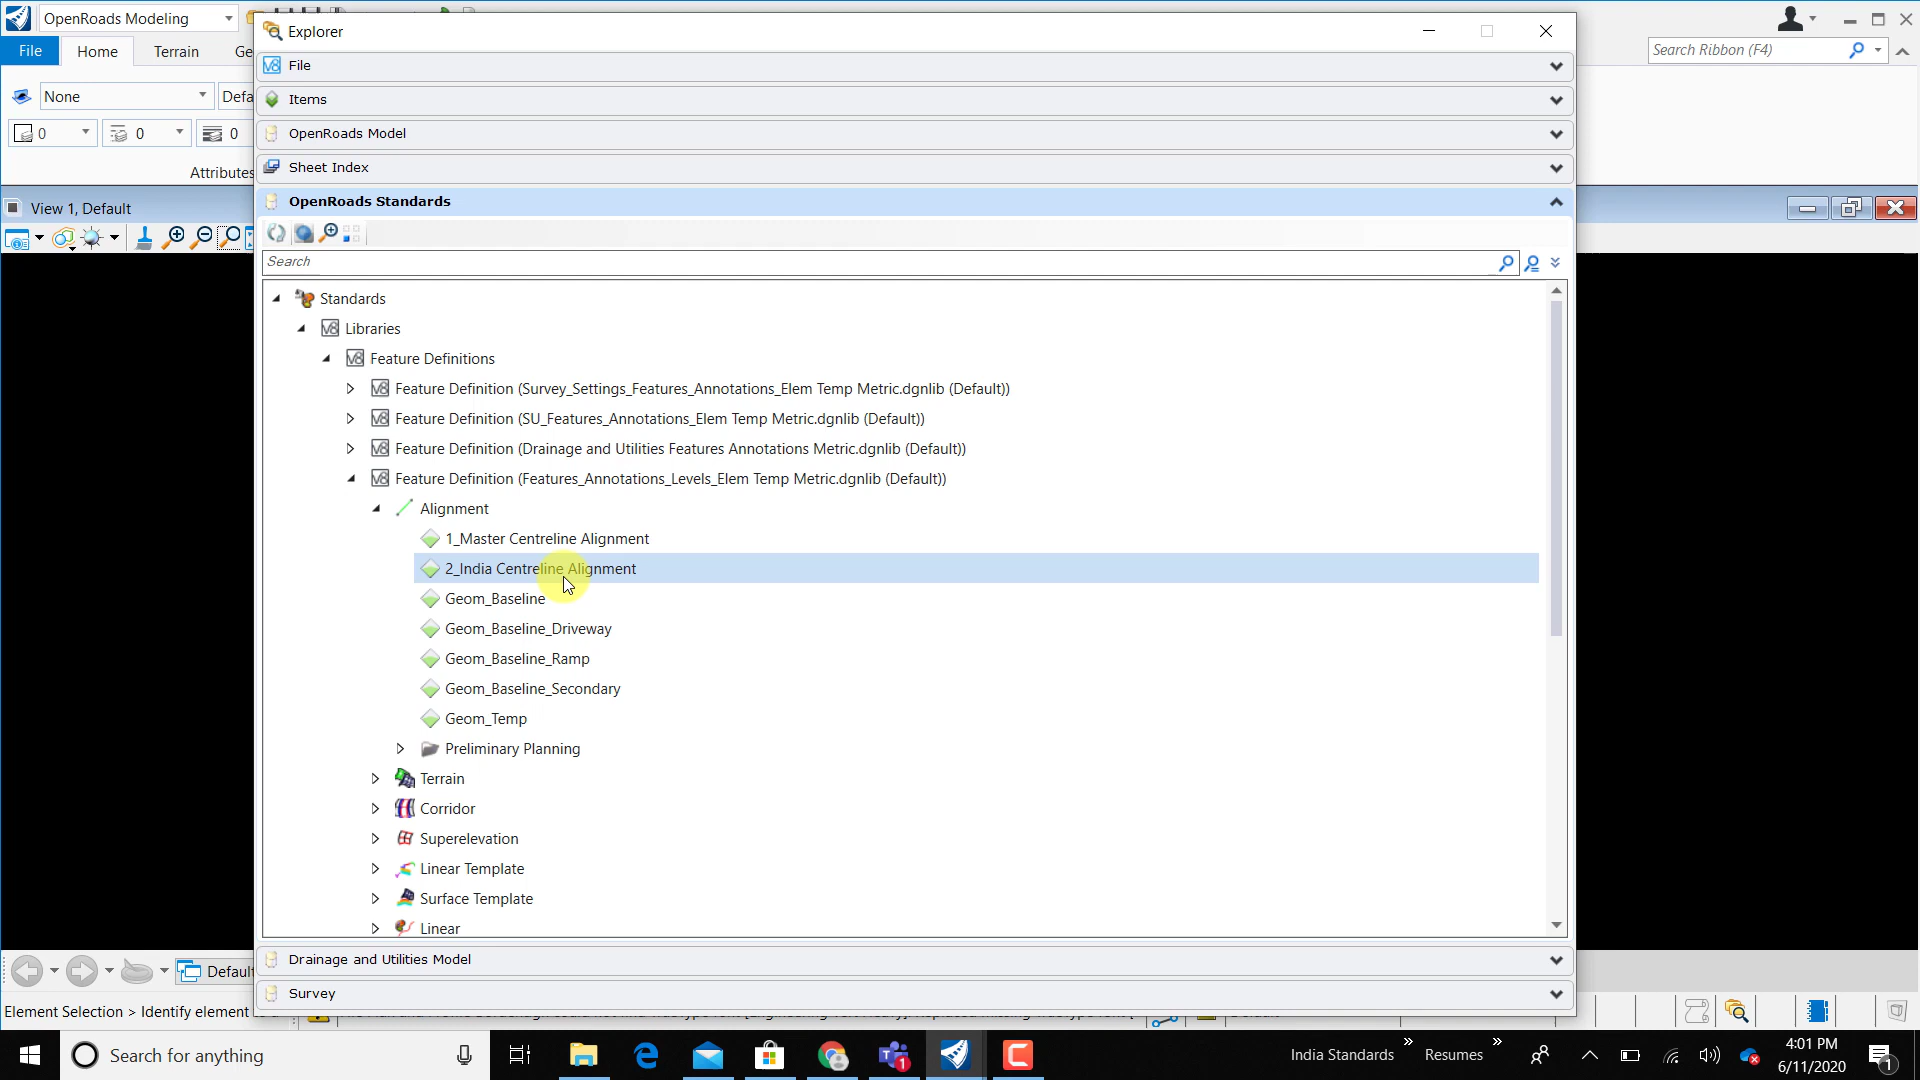 OpenRoads Modeling
Explorer
File
Home
Terrain
Ge
Search Ribbon (F4)
None
Defa
0
0
0
Attributes
View 1, Default
File
Items
OpenRoads Model
Sheet Index
OpenRoads Standards
Search
Standards
Libraries
Feature Definitions
Feature Definition (Survey_Settings_Features_Annotations_Elem Temp Metric.dgnlib (Default))
Feature Definition (SU_Features_Annotations_Elem Temp Metric.dgnlib (Default))
Feature Definition (Drainage and Utilities Features Annotations Metric.dgnlib (Default))
Feature Definition (Features_Annotations_Levels_Elem Temp Metric.dgnlib (Default))
Alignment
1_Master Centreline Alignment
2_India Centreline Alignment
Geom_Baseline
Geom_Baseline_Driveway
Geom_Baseline_Ramp
Geom_Baseline_Secondary
Geom_Temp
Preliminary Planning
Terrain
Corridor
Superelevation
Linear Template
Surface Template
Linear
Drainage and Utilities Model
Survey
Default
Element Selection > Identify element
Search for anything
India Standards
Resumes
4:01 PM
6/11/2020
1
1